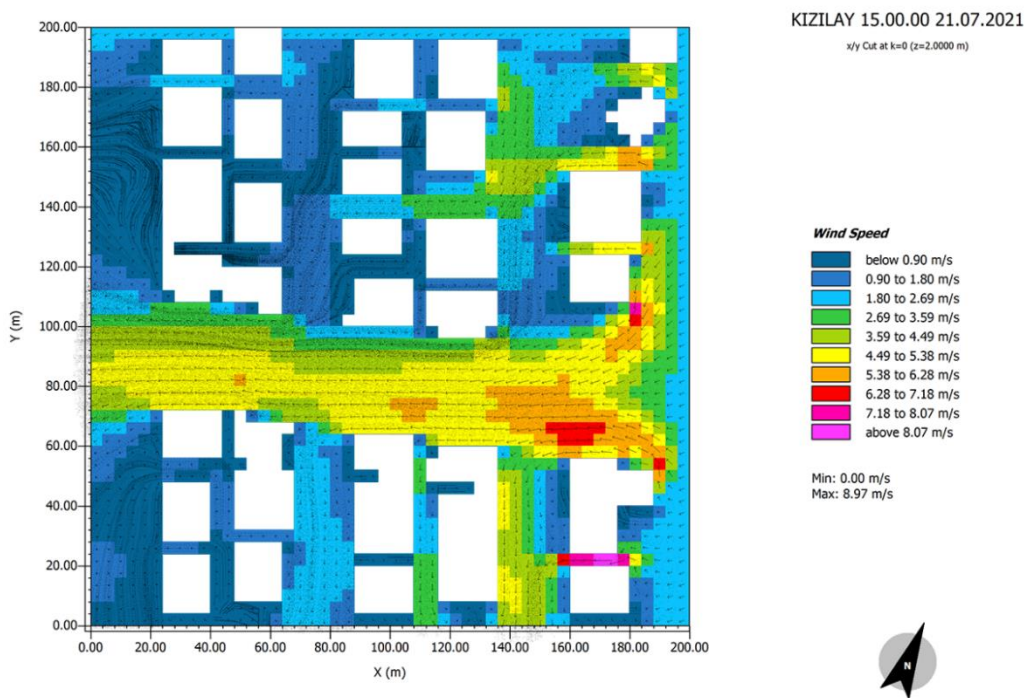 KIZILAY 15.00.00 21.07.2021
x/y Cut at k=0 (z=2.0000 m)
200.00
180.00
160.00
140.00
120.00
100.00
80.00
60.00
40.00
20.00
0.00
Y (m)
0.00 20.00 40.00 60.00 80.00 100.00 120.00 140.00 160.00 180.00 200.00
X (m)
Wind Speed
below 0.90 m/s
0.90 to 1.80 m/s
1.80 to 2.69 m/s
2.69 to 3.59 m/s
3.59 to 4.49 m/s
4.49 to 5.38 m/s
5.38 to 6.28 m/s
6.28 to 7.18 m/s
7.18 to 8.07 m/s
above 8.07 m/s
Min: 0.00 m/s
Max: 8.97 m/s
N